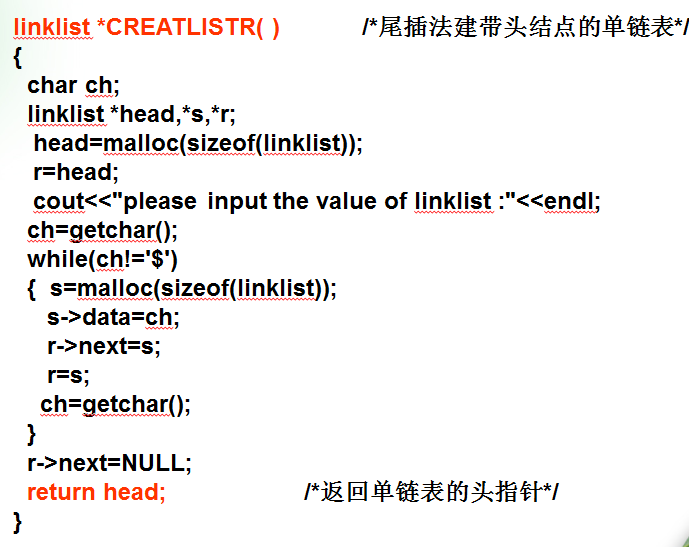 linklist *CREATLISTR( ) /*尾插法建带头结点的单链表*/
{
char ch;
linklist *head,*s,*r;
head=malloc(sizeof(linklist));
r=head;
cout<<"please input the value of linklist :"<<endl;
ch=getchar();
while(ch!='$')
{ s=malloc(sizeof(linklist));
s->data=ch;
r->next=s;
r=s;
ch=getchar();
}
r->next=NULL;
return head; /*返回单链表的头指针*/
}